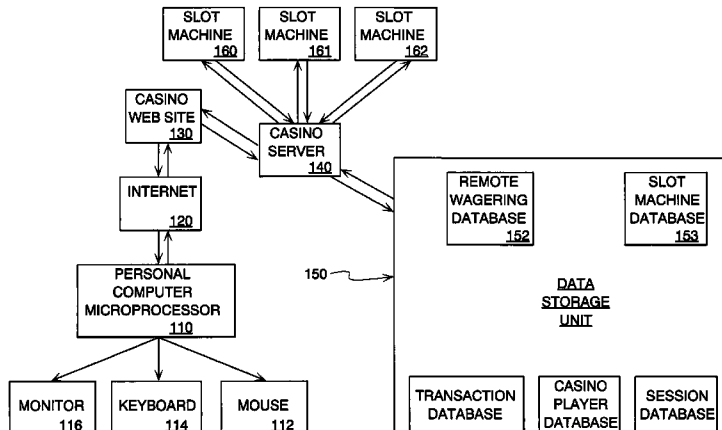 SLOT
MACHINE
160
SLOT
MACHINE
161
SLOT
MACHINE
162
CASINO
WEB SITE
130
CASINO
SERVER
140
INTERNET
120
PERSONAL
COMPUTER
MICROPROCESSOR
110
MONITOR
116
KEYBOARD
114
MOUSE
112
150
REMOTE
WAGERING
DATABASE
152
SLOT
MACHINE
DATABASE
153
DATA
STORAGE
UNIT
TRANSACTION
DATABASE
CASINO
PLAYER
DATABASE
SESSION
DATABASE